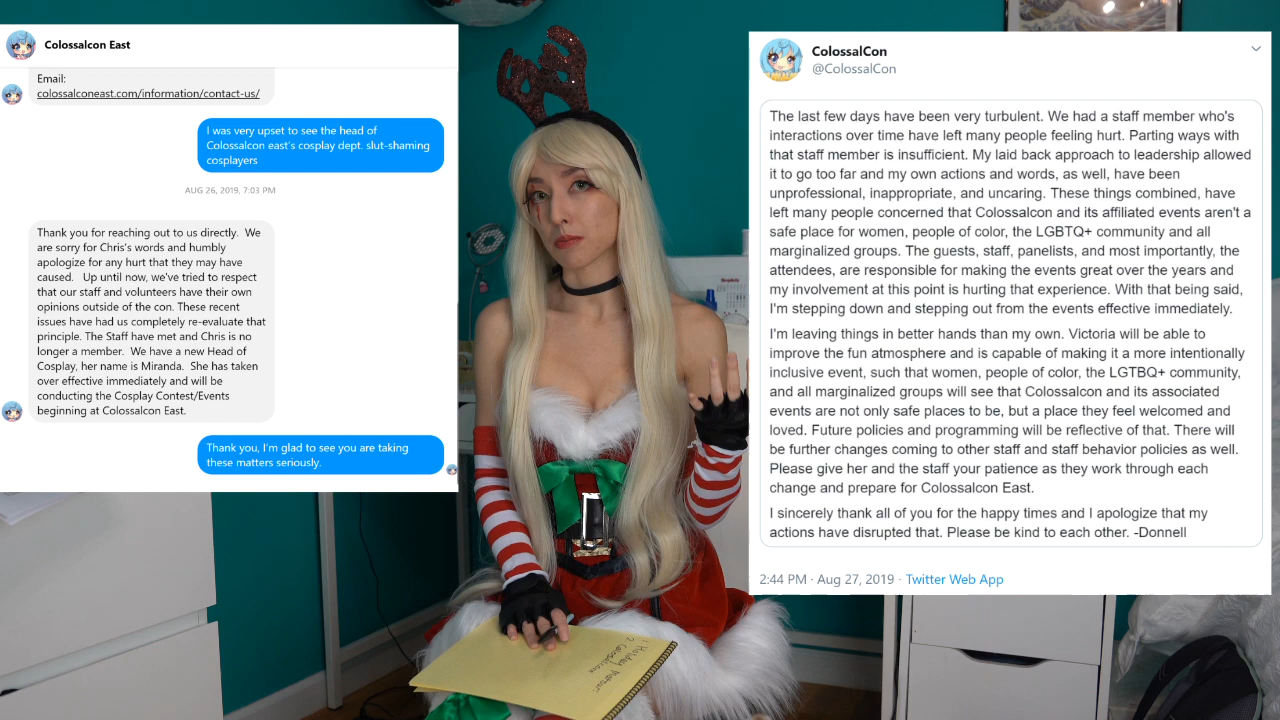 Colossalcon East
Email:
colossalconeast.com/information/contact-us/
I was very upset to see the head of
Colossalcon east's cosplay dept. slut-shaming
cosplayers
AUG 26, 2019, 7:03 PM
Thank you for reaching out to us directly. We
are sorry for Chris's words and humbly
apologize for any hurt that they may have
caused. Up until now, we've tried to respect
that our staff and volunteers have their own
opinions outside of the con. These recent
issues have had us completely re-evaluate that
principle. The Staff have met and Chris is no
longer a member. We have a new Head of
Cosplay, her name is Miranda. She has taken
over effective immediately and will be
conducting the Cosplay Contest/Events
beginning at Colossalcon East.
Thank you, I'm glad to see you are taking
these matters seriously.
ColossalCon
@ColossalCon
The last few days have been very turbulent. We had a staff member who's
interactions over time have left many people feeling hurt. Parting ways with
that staff member is insufficient. My laid back approach to leadership allowed
it to go too far and my own actions and words, as well, have been
unprofessional, inappropriate, and uncaring. These things combined, have
left many people concerned that Colossalcon and its affiliated events aren't a
safe place for women, people of color, the LGBTQ+ community and all
marginalized groups. The guests, staff, panelists, and most importantly, the
attendees, are responsible for making the events great over the years and
my involvement at this point is hurting that experience. With that being said,
I'm stepping down and stepping out from the events effective immediately.
I'm leaving things in better hands than my own. Victoria will be able to
improve the fun atmosphere and is capable of making it a more intentionally
inclusive event, such that women, people of color, the LGTBQ+ community,
and all marginalized groups will see that Colossalcon and its associated
events are not only safe places to be, but a place they feel welcomed and
loved. Future policies and programming will be reflective of that. There will
be further changes coming to other staff and staff behavior policies as well.
Please give her and the staff your patience as they work through each
change and prepare for Colossalcon East.
I sincerely thank all of you for the happy times and I apologize that my
actions have disrupted that. Please be kind to each other. -Donnell
2:44 PM · Aug 27, 2019 · Twitter Web App
Holiday
Colossalcon